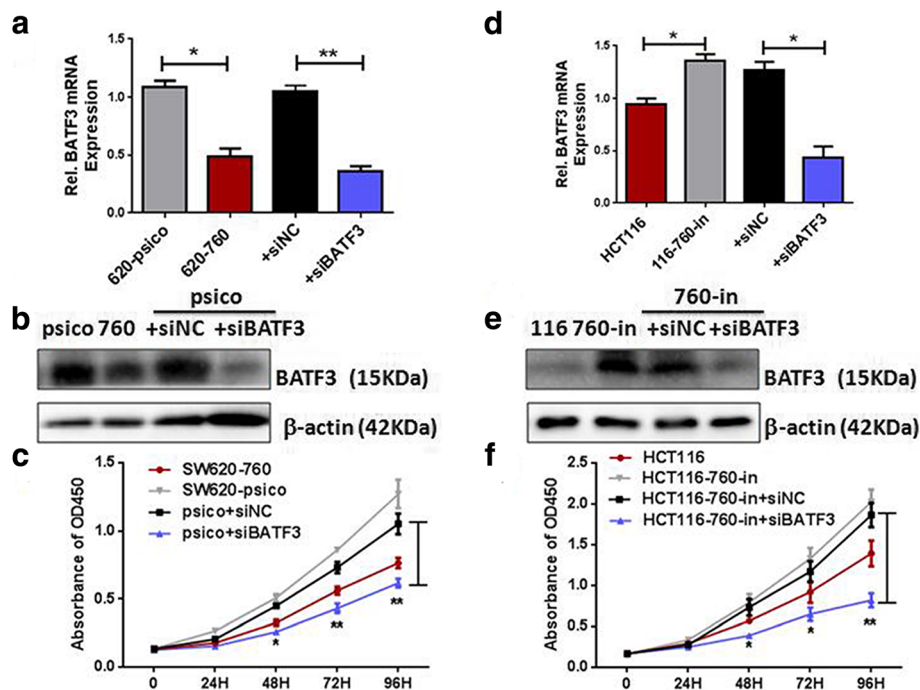 a
Rel. BATF3 mRNA
Expression
1.5
1.0
0.5
0.0
*
**
620-psico
620-760
+siNC
+siBATF3
d
Rel. BATF3 mRNA
Expression
1.5
1.0
0.5
0.0
*
*
HCT116
116-760-in
+siNC
+siBATF3
b
psico
psico 760 +siNC +siBATF3
BATF3 (15KDa)
β-actin (42KDa)
e
760-in
116 760-in +siNC +siBATF3
BATF3 (15KDa)
β-actin (42KDa)
c
Absorbance of OD450
1.5
1.0
0.5
0.0
SW620-760
SW620-psico
psico+siNC
psico+siBATF3
*
**
**
0 24H 48H 72H 96H
f
Absorbance of OD450
2.5
2.0
1.5
1.0
0.5
0.0
HCT116
HCT116-760-in
HCT116-760-in+siNC
HCT116-760-in+siBATF3
*
*
**
0 24H 48H 72H 96H